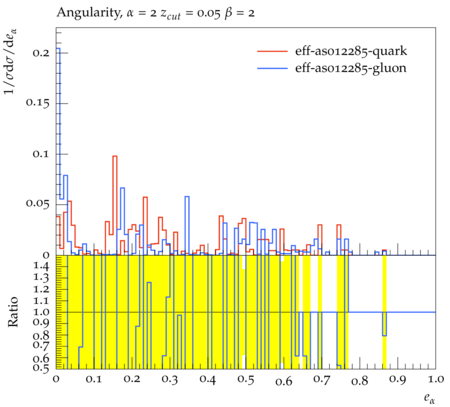 Angularity, α = 2 z_cut = 0.05 β = 2
1/σdσ/de_α
0.2
0.15
0.1
0.05
0
eff-as012285-quark
eff-as012285-gluon
Ratio
1.4
1.3
1.2
1.1
1.0
0.9
0.8
0.7
0.6
0.5
0 0.1 0.2 0.3 0.4 0.5 0.6 0.7 0.8 0.9 1.0
e_α